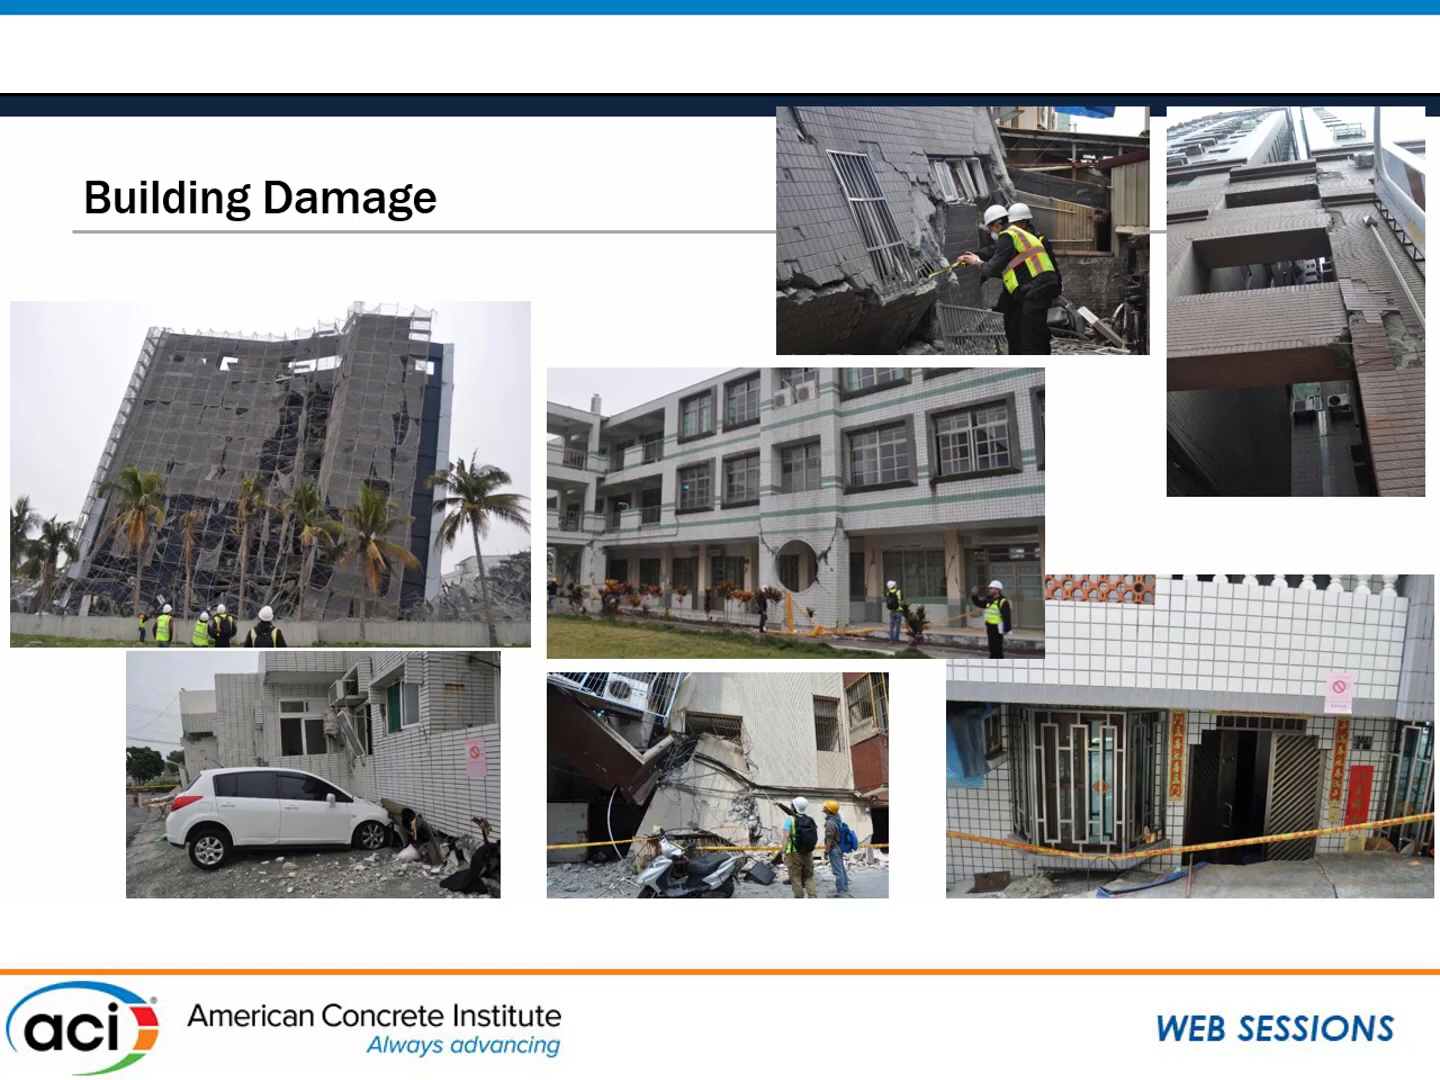 Building Damage
aci®
American Concrete Institute
Always advancing
WEB SESSIONS